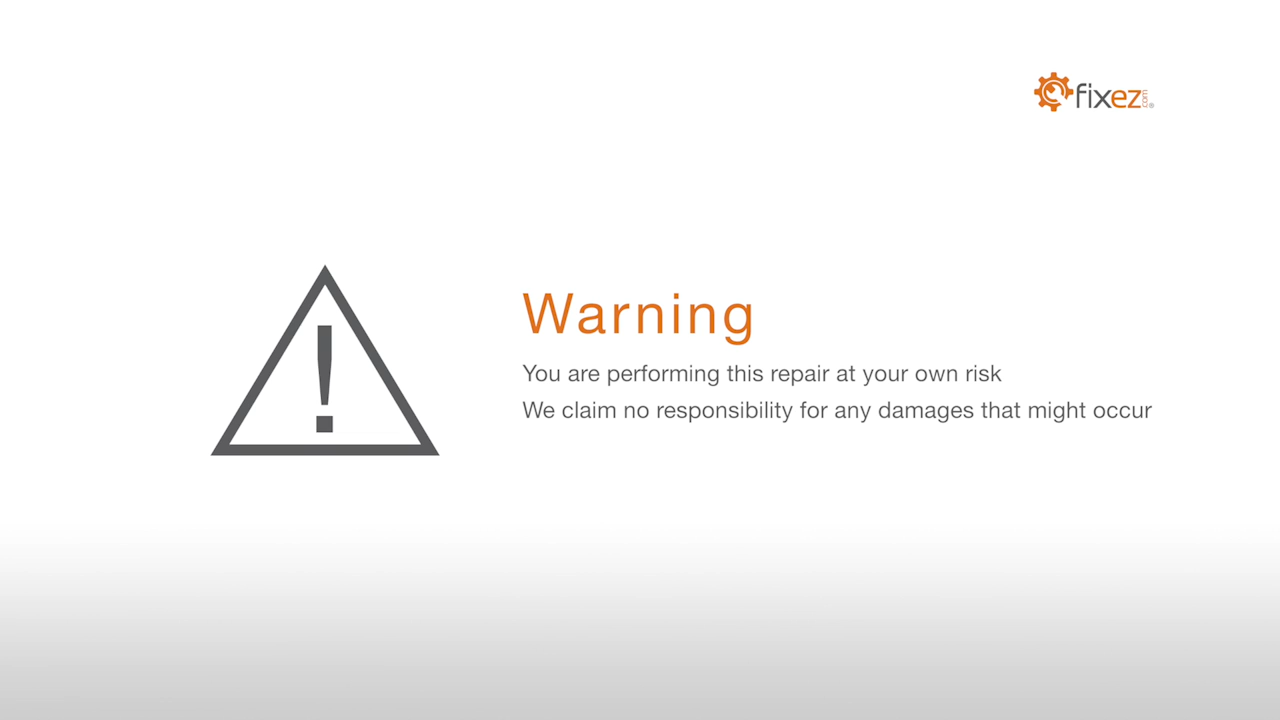 fixez.com®
Warning
You are performing this repair at your own risk
We claim no responsibility for any damages that might occur